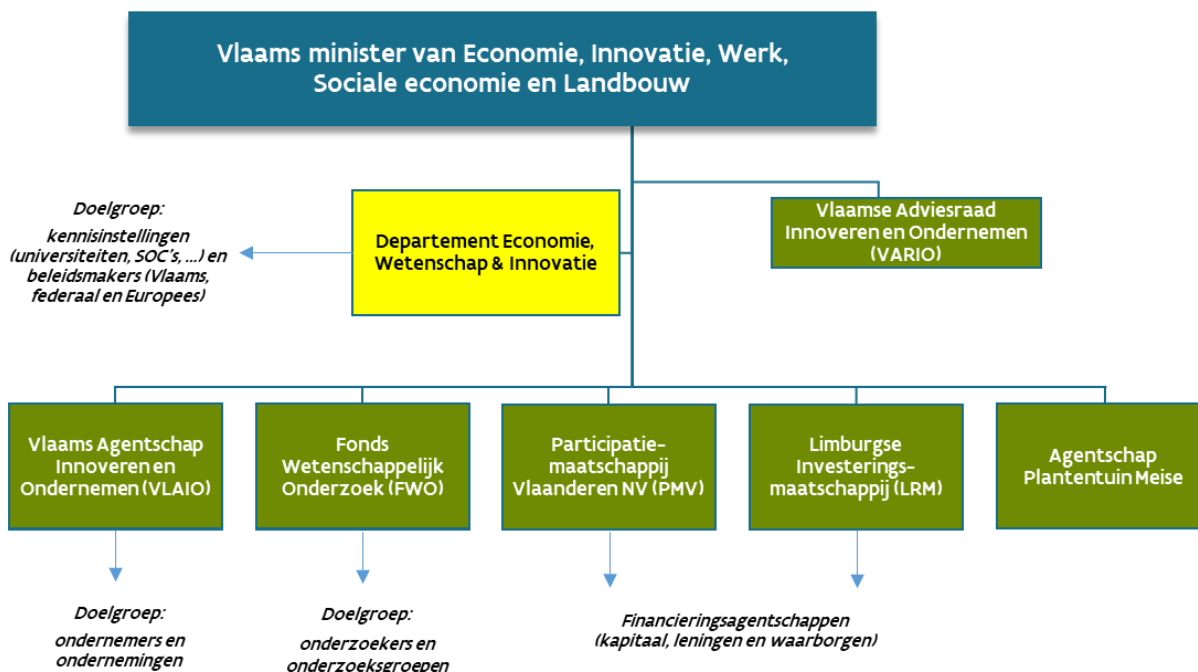 Vlaams minister van Economie, Innovatie, Werk,
Sociale economie en Landbouw
Doelgroep:
kennisinstellingen
(universiteiten, SOC's, ...) en
beleidsmakers (Vlaams,
federaal en Europees)
Departement Economie,
Wetenschap & Innovatie
Vlaamse Adviesraad
Innoveren en Ondernemen
(VARIO)
Vlaams Agentschap
Innoveren en
Ondernemen (VLAIO)
Fonds
Wetenschappelijk
Onderzoek (FWO)
Participatie-
maatschappij
Vlaanderen NV (PMV)
Limburgse
Investerings-
maatschappij (LRM)
Agentschap
Plantentuin Meise
Doelgroep:
ondernemers en
ondernemingen
Doelgroep:
onderzoekers en
onderzoeksgroepen
Financieringsagentschappen
(kapitaal, leningen en waarborgen)